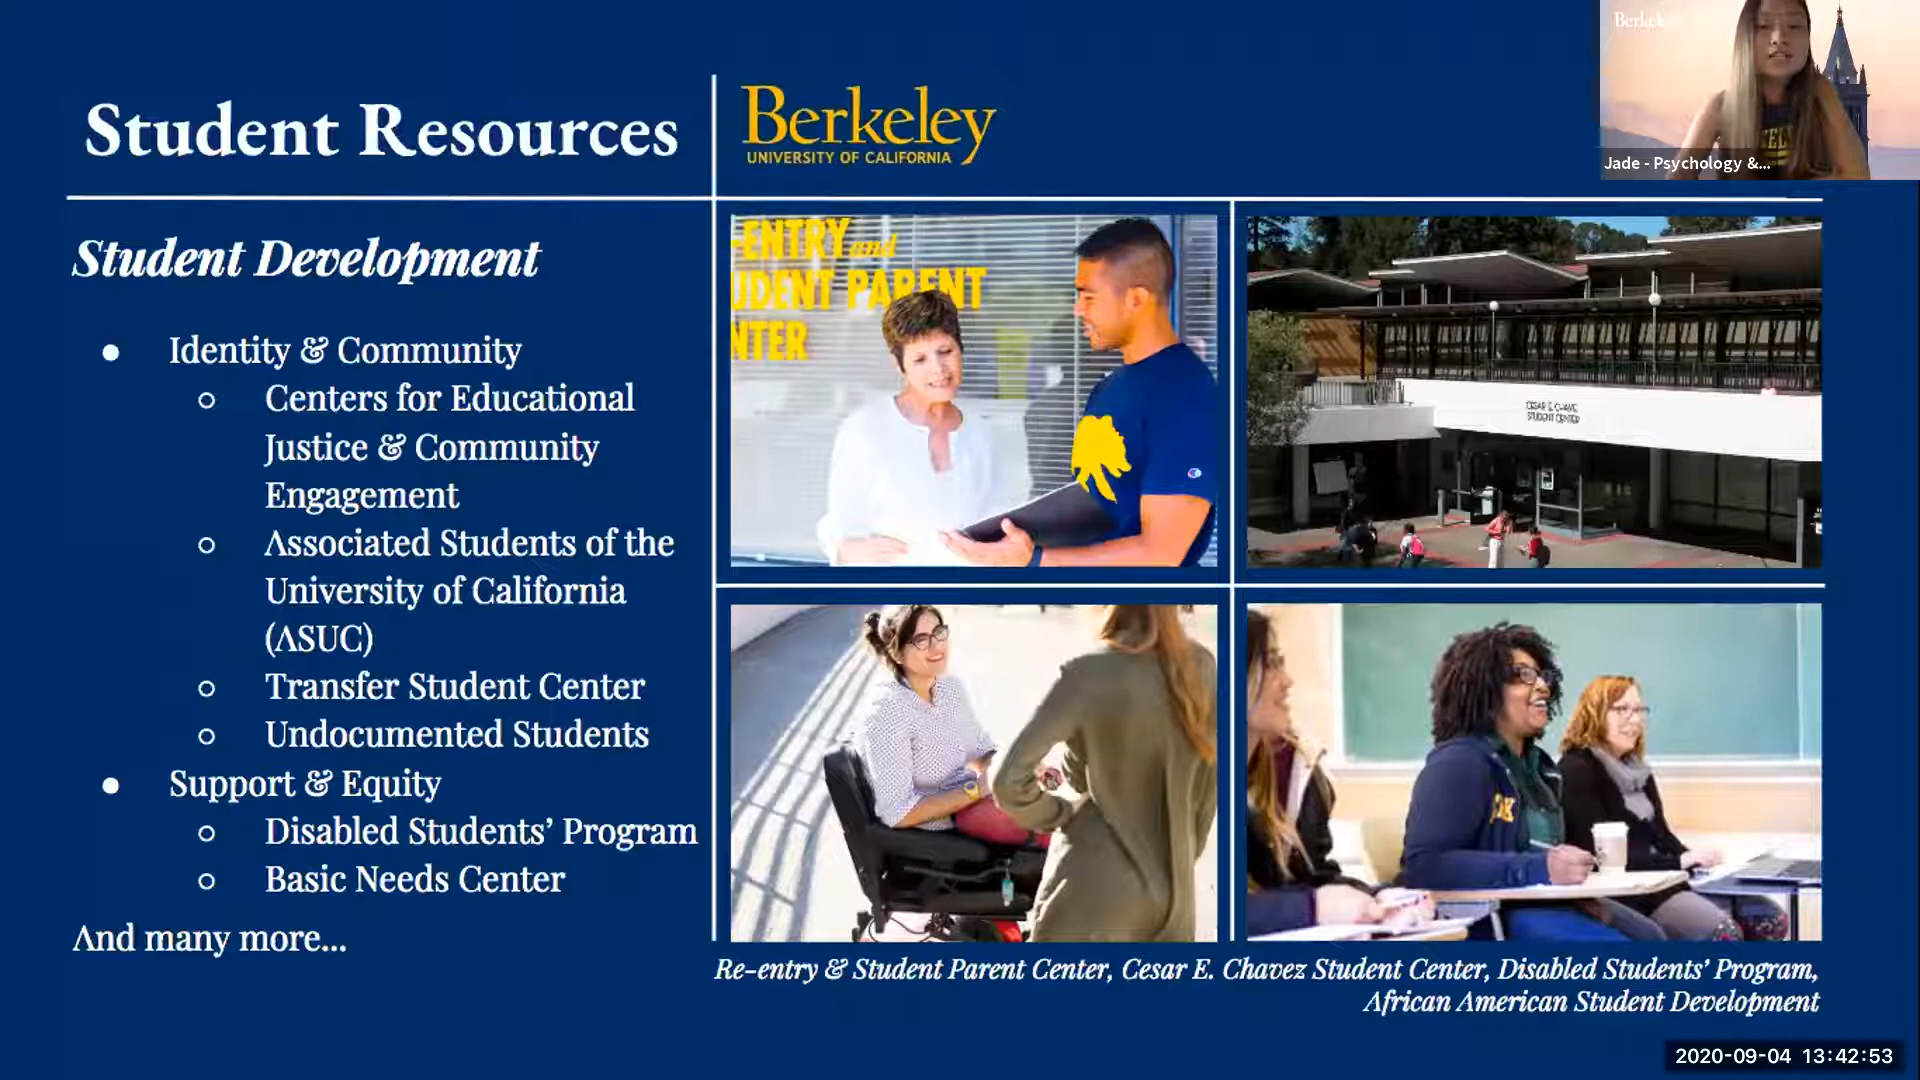 Student Resources
Berkeley
UNIVERSITY OF CALIFORNIA
Jade - Psychology &...
Student Development
● Identity & Community
○ Centers for Educational
Justice & Community
Engagement
○ Associated Students of the
University of California
(ASUC)
○ Transfer Student Center
○ Undocumented Students
● Support & Equity
○ Disabled Students’ Program
○ Basic Needs Center
And many more...
-ENTRY and
UDENT PARENT
NTER
STUDENT CENTER
Re-entry & Student Parent Center, Cesar E. Chavez Student Center, Disabled Students’ Program,
African American Student Development
2020-09-04 13:42:53